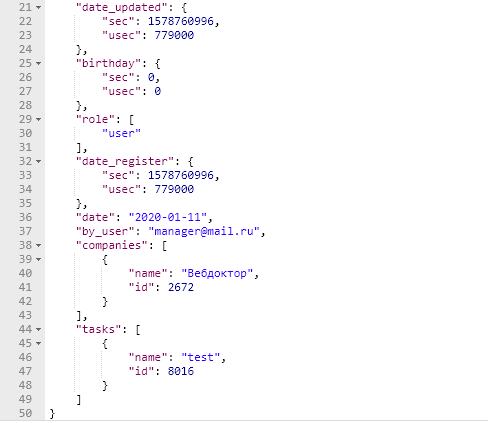 21 "date_updated": {
22 "sec": 1578760996,
23 "usec": 779000
24 },
25 "birthday": {
26 "sec": 0,
27 "usec": 0
28 },
29 "role": [
30 "user"
31 ],
32 "date_register": {
33 "sec": 1578760996,
34 "usec": 779000
35 },
36 "date": "2020-01-11",
37 "by_user": "manager@mail.ru",
38 "companies": [
39 {
40 "name": "Вебдоктор",
41 "id": 2672
42 }
43 ],
44 "tasks": [
45 {
46 "name": "test",
47 "id": 8016
48 }
49 ]
50 }